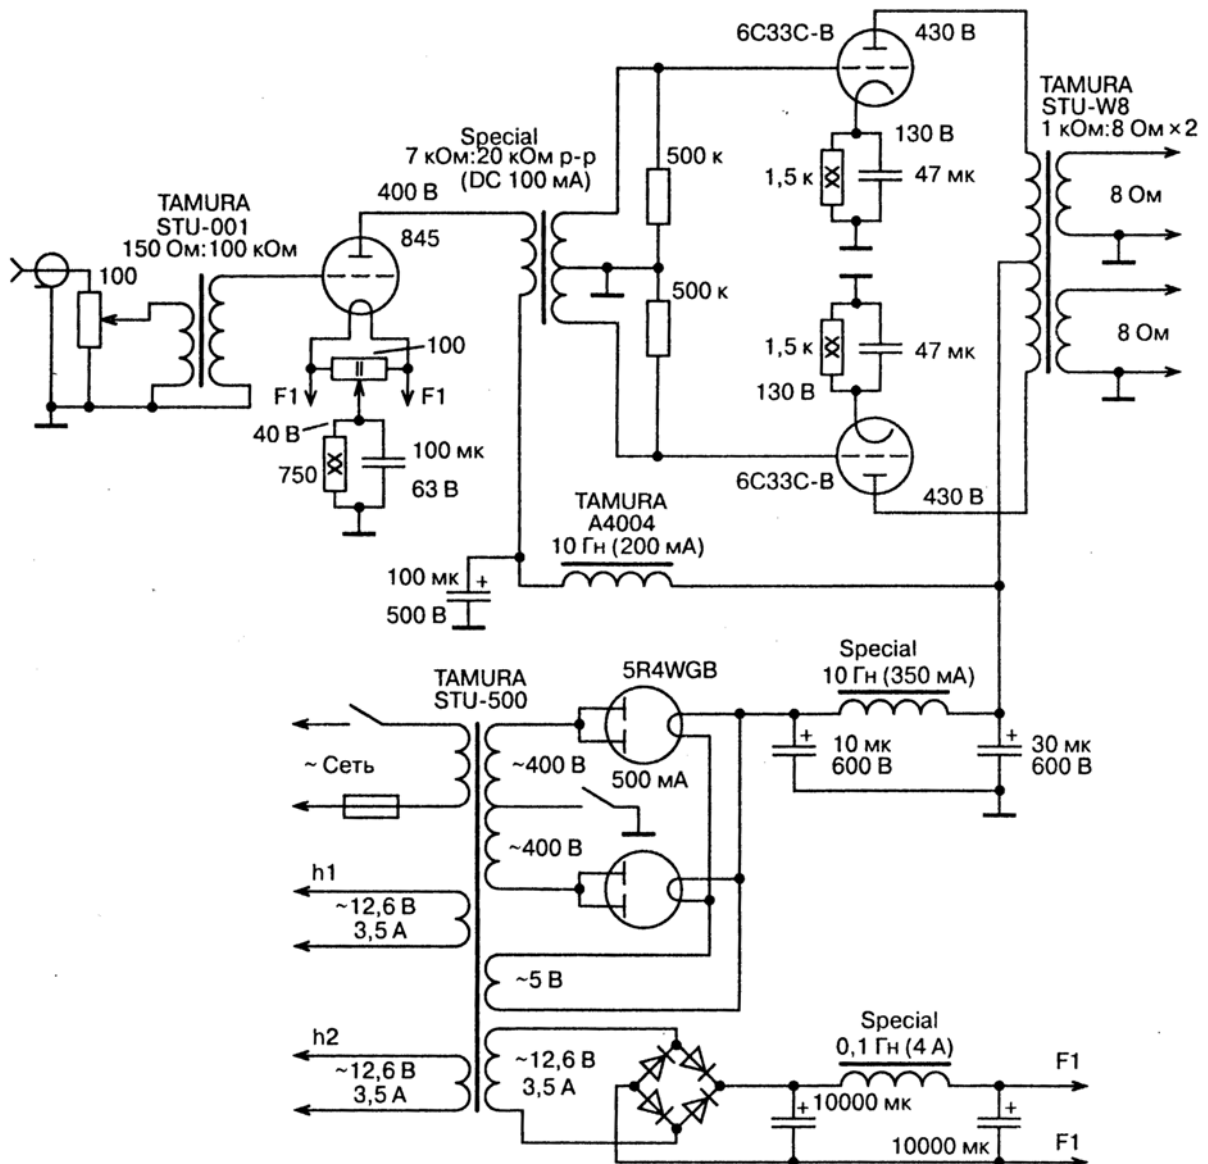 6С33С-В
430 В
TAMURA
STU-W8
1 кОм:8 Ом ×2
Special
7 кОм:20 кОм р-р
(DC 100 мА)
130 В
500 к
1,5 к
47 мк
8 Ом
400 В
TAMURA
STU-001
150 Ом:100 кОм
845
100
500 к
8 Ом
100
1,5 к
47 мк
F1
F1
130 В
40 В
100 мк
750
63 В
6С33С-В
430 В
TAMURA
A4004
10 Гн (200 мА)
100 мк
+
500 В
Special
10 Гн (350 мА)
5R4WGB
TAMURA
STU-500
+
10 мк
600 В
+
30 мк
600 В
~ Сеть
~400 В
500 мА
~400 В
h1
~12,6 В
3,5 А
~5 В
h2
Special
0,1 Гн (4 А)
~12,6 В
3,5 А
~12,6 В
3,5 А
F1
+
10000 мк
+
10000 мк
F1